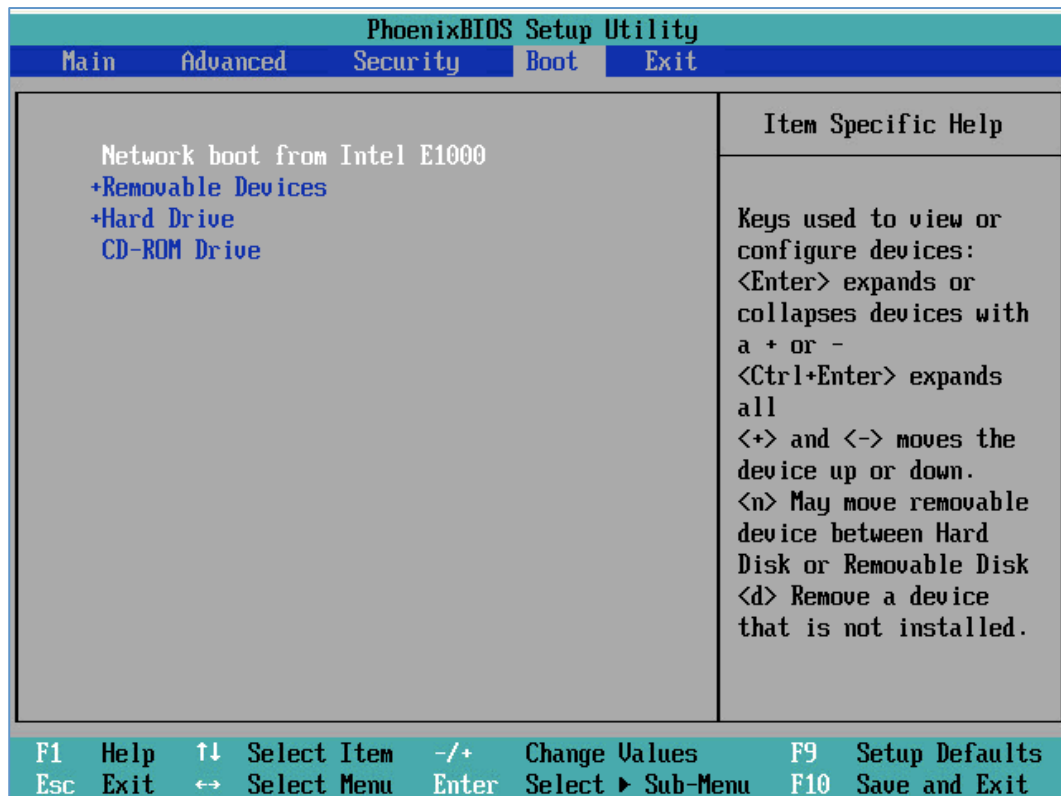 PhoenixBIOS Setup Utility
Main Advanced Security Boot Exit
Network boot from Intel E1000
+Removable Devices
+Hard Drive
CD-ROM Drive
Item Specific Help
Keys used to view or
configure devices:
<Enter> expands or
collapses devices with
a + or -
<Ctrl+Enter> expands
all
<+> and <-> moves the
device up or down.
<n> May move removable
device between Hard
Disk or Removable Disk
<d> Remove a device
that is not installed.
F1 Help ↑↓ Select Item -/+ Change Values F9 Setup Defaults
Esc Exit ↔ Select Menu Enter Select ▶ Sub-Menu F10 Save and Exit